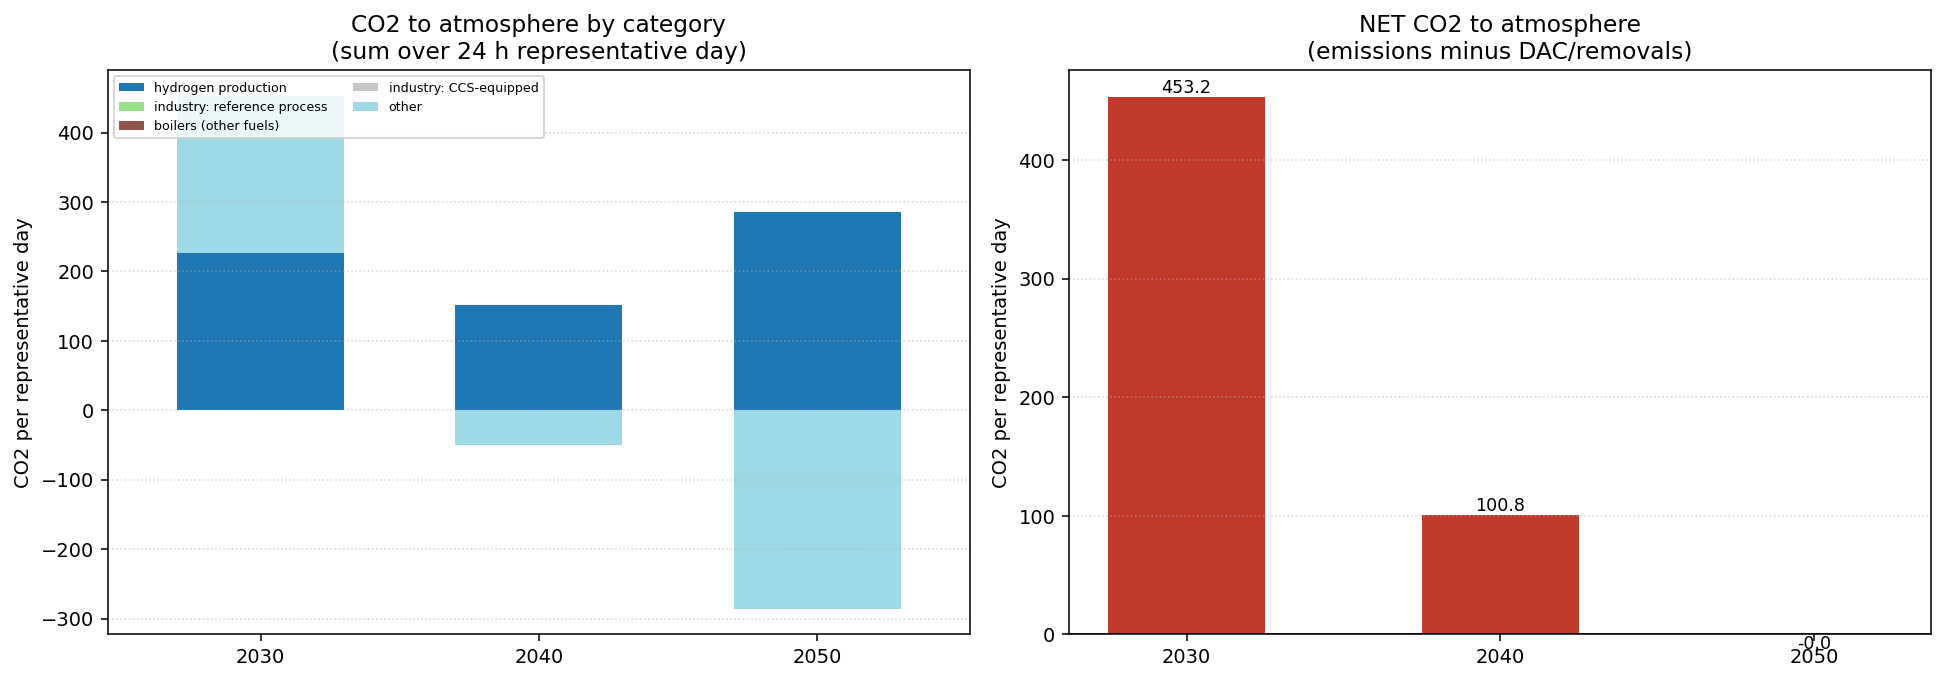 CO2 to atmosphere by category
(sum over 24 h representative day)
hydrogen production
industry: reference process
boilers (other fuels)
industry: CCS-equipped
other
CO2 per representative day
400
300
200
100
0
−100
−200
−300
2030
2040
2050
NET CO2 to atmosphere
(emissions minus DAC/removals)
CO2 per representative day
400
300
200
100
0
453.2
100.8
-0.0
2030
2040
2050